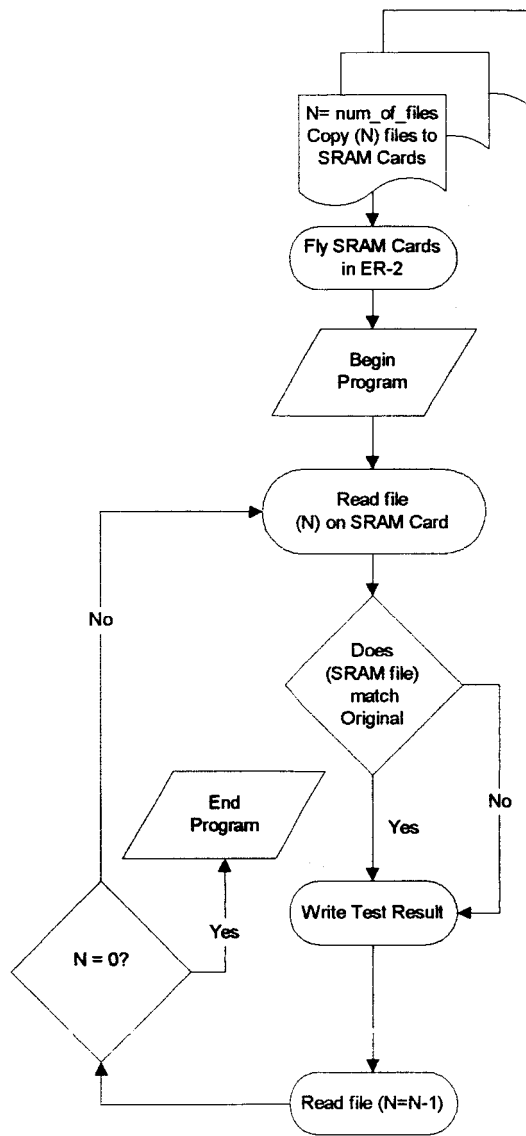 N= num_of_files
Copy (N) files to
SRAM Cards
Fly SRAM Cards
in ER-2
Begin
Program
Read file
(N) on SRAM Card
No
Does
(SRAM file)
match
Original
End
Program
No
Yes
Write Test Result
Yes
N = 0?
Read file (N=N-1)